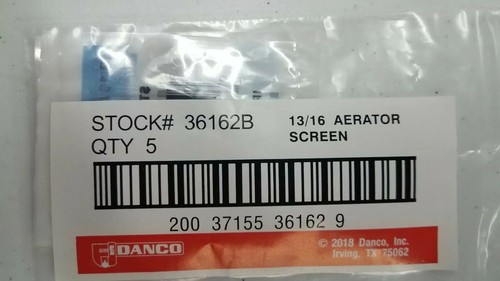 STOCK# 36162B 13/16 AERATOR
QTY 5 SCREEN
200 37155 36162 9
DANCO © 2018 Danco, Inc.
Irving, TX 75062